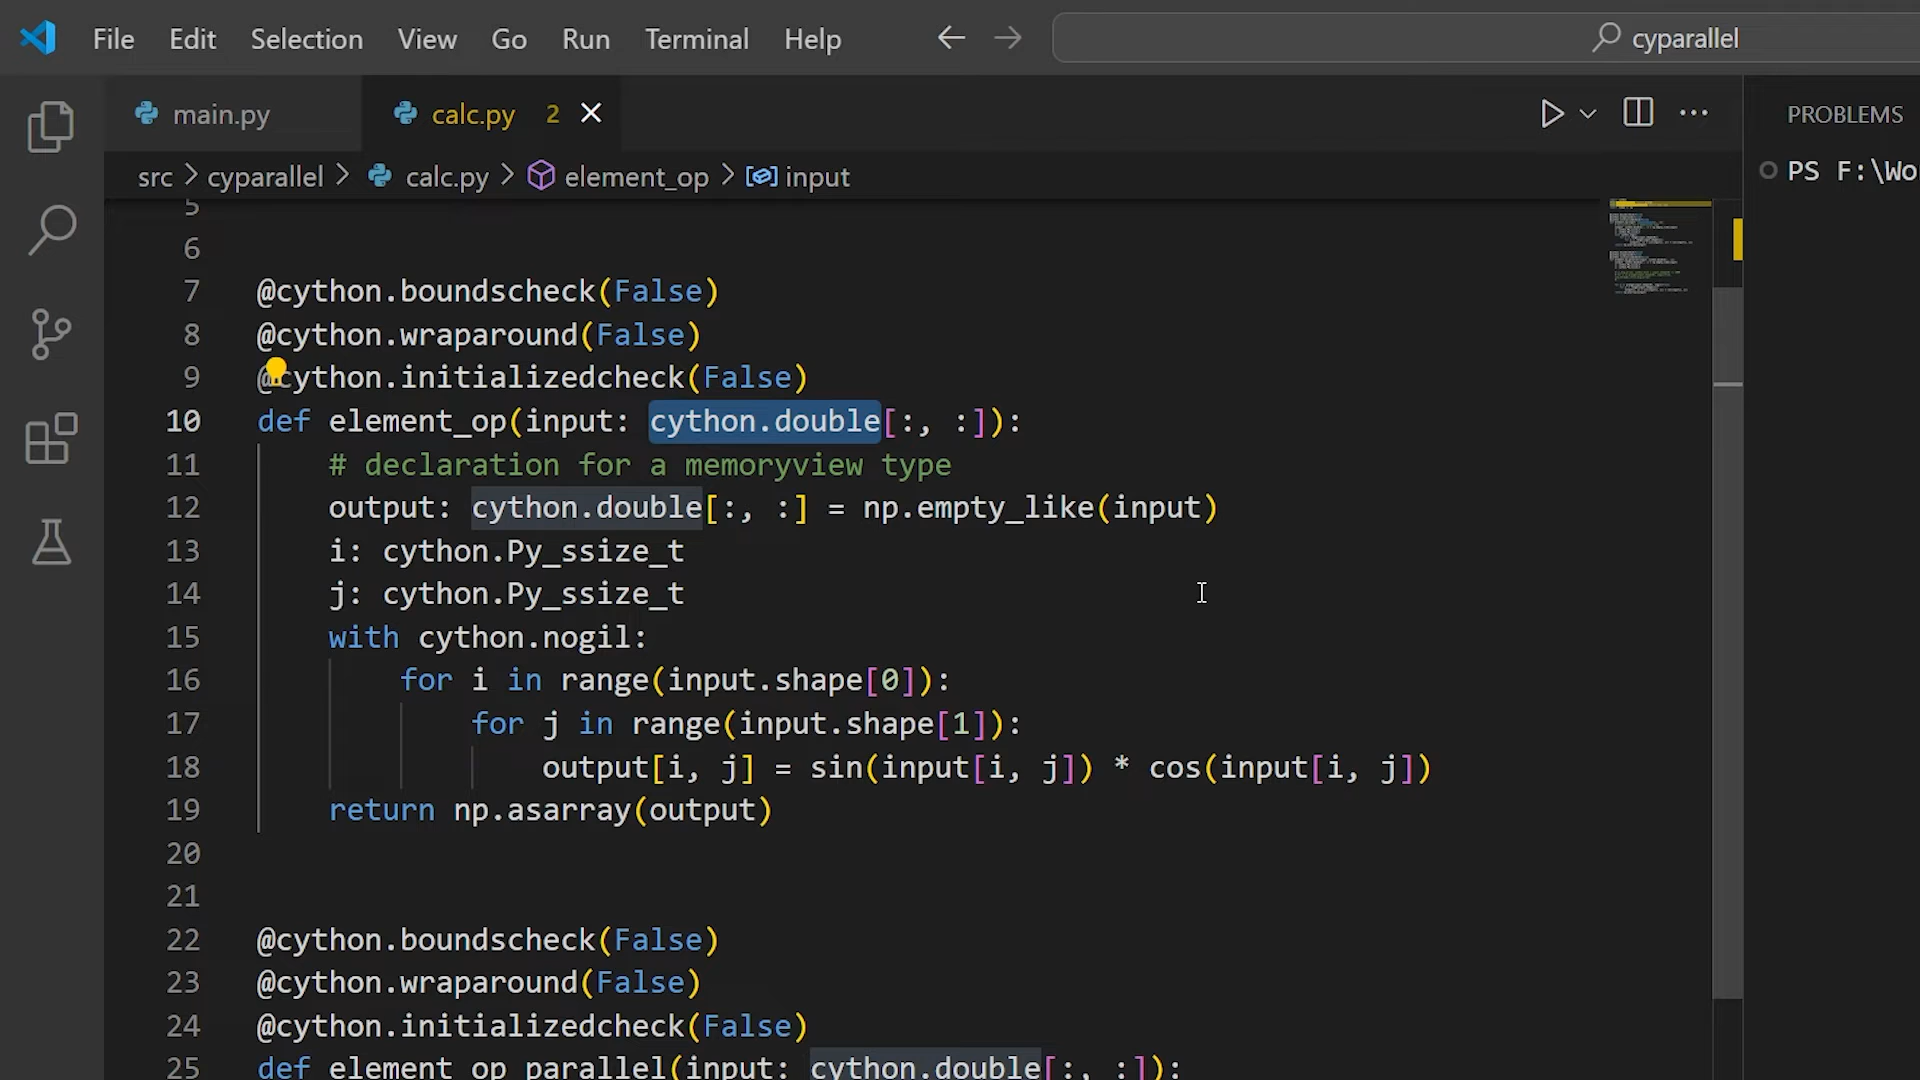 File Edit Selection View Go Run Terminal Help cyparallel
main.py calc.py 2 PROBLEMS
src > cyparallel > calc.py > element_op > input
PS F:\Wo
5
6
7 @cython.boundscheck(False)
8 @cython.wraparound(False)
9 @cython.initializedcheck(False)
10 def element_op(input: cython.double[:, :]):
11 # declaration for a memoryview type
12 output: cython.double[:, :] = np.empty_like(input)
13 i: cython.Py_ssize_t
14 j: cython.Py_ssize_t
15 with cython.nogil:
16 for i in range(input.shape[0]):
17 for j in range(input.shape[1]):
18 output[i, j] = sin(input[i, j]) * cos(input[i, j])
19 return np.asarray(output)
20
21
22 @cython.boundscheck(False)
23 @cython.wraparound(False)
24 @cython.initializedcheck(False)
25 def element_op_parallel(input: cython.double[:, :]):